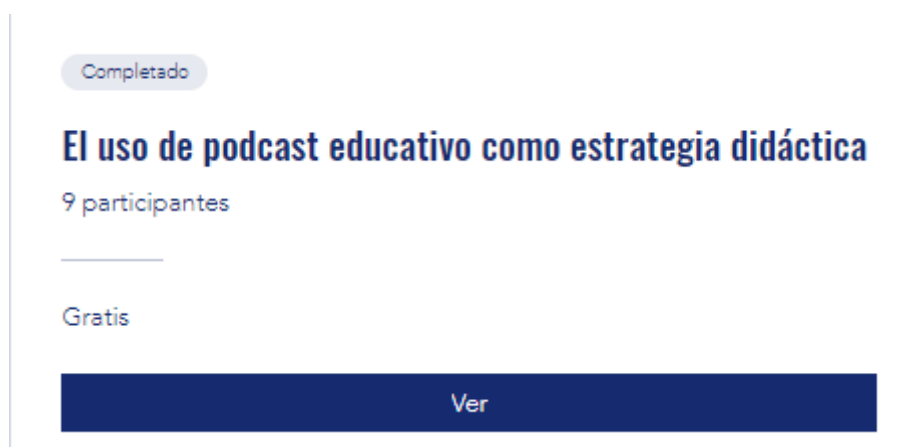 Completado
El uso de podcast educativo como estrategia didáctica
9 participantes
Gratis
Ver